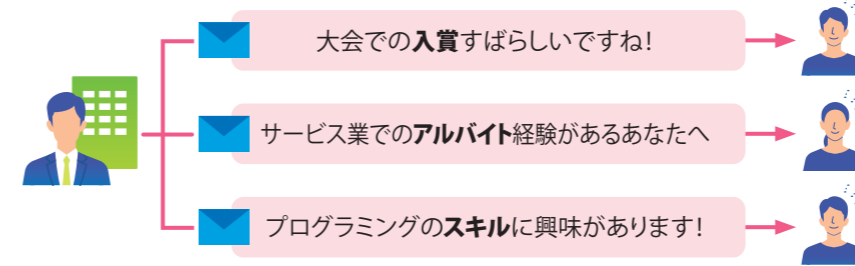 大会での入賞すばらしいですね!
サービス業でのアルバイト経験があるあなたへ
プログラミングのスキルに興味があります!